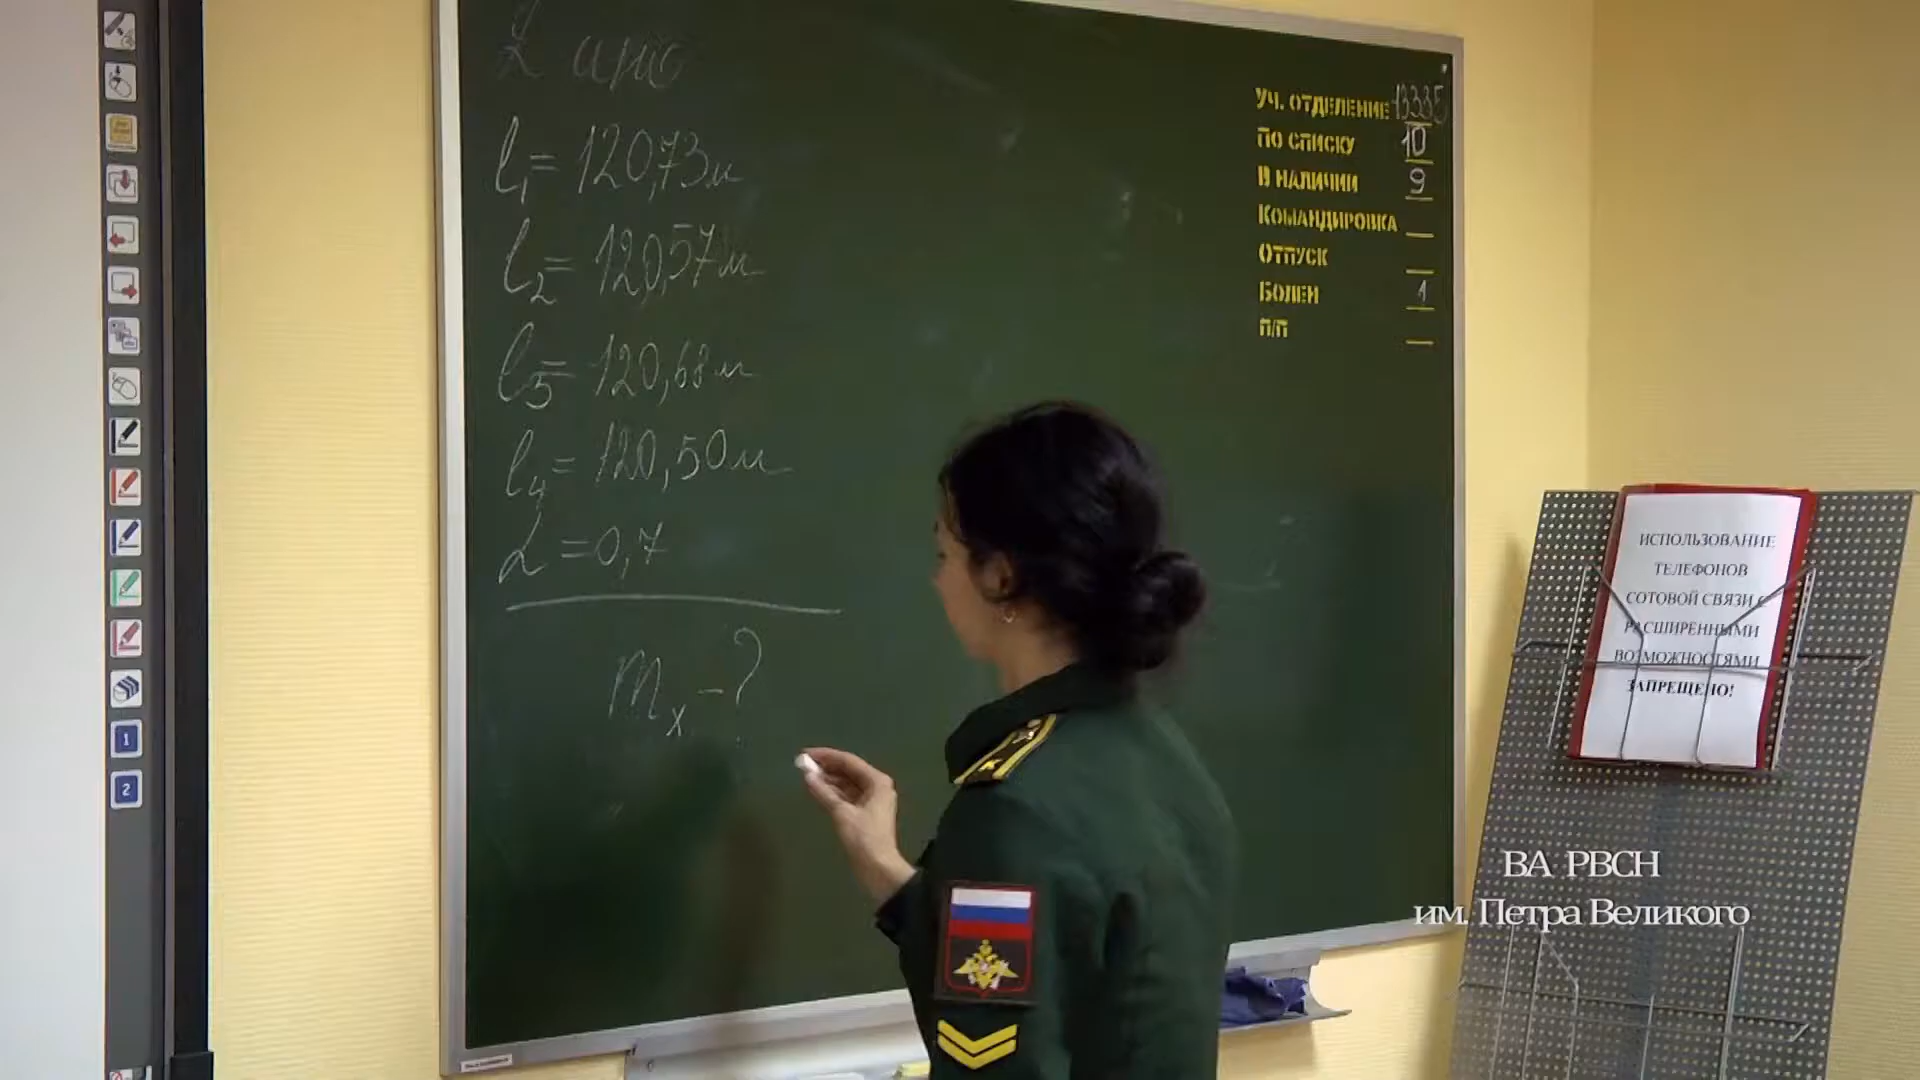 Дано
l₁= 120,73м
l₂= 120,57м
l₃= 120,68м
l₄= 120,50м
L =0,7
mₓ -?
УЧ. ОТДЕЛЕНИЕ 13335
ПО СПИСКУ 10
В НАЛИЧИИ 9
КОМАНДИРОВКА
ОТПУСК
БОЛЕН 1
П/П
ИСПОЛЬЗОВАНИЕ
ТЕЛЕФОНОВ
СОТОВОЙ СВЯЗИ С
РАСШИРЕННЫМИ
ВОЗМОЖНОСТЯМИ
ЗАПРЕЩЕНО!
ВА РВСН
им. Петра Великого
1
2